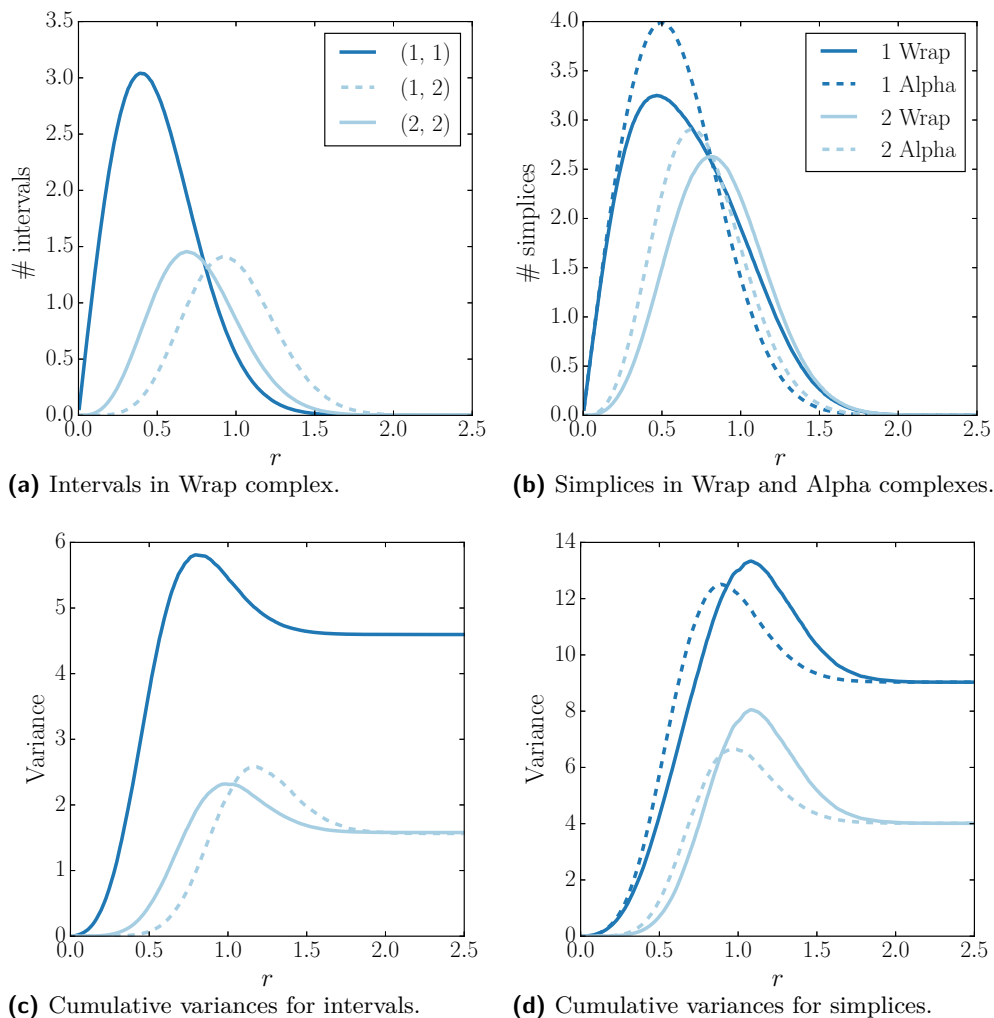 3.5
3.0
2.5
2.0
1.5
1.0
0.5
0.0
# intervals
(1, 1)
(1, 2)
(2, 2)
0.0 0.5 1.0 1.5 2.0 2.5
r
(a) Intervals in Wrap complex.
4.0
3.5
3.0
2.5
2.0
1.5
1.0
0.5
0.0
# simplices
1 Wrap
1 Alpha
2 Wrap
2 Alpha
0.0 0.5 1.0 1.5 2.0 2.5
r
(b) Simplices in Wrap and Alpha complexes.
6
5
4
3
2
1
0
Variance
0.0 0.5 1.0 1.5 2.0 2.5
r
(c) Cumulative variances for intervals.
14
12
10
8
6
4
2
0
Variance
0.0 0.5 1.0 1.5 2.0 2.5
r
(d) Cumulative variances for simplices.